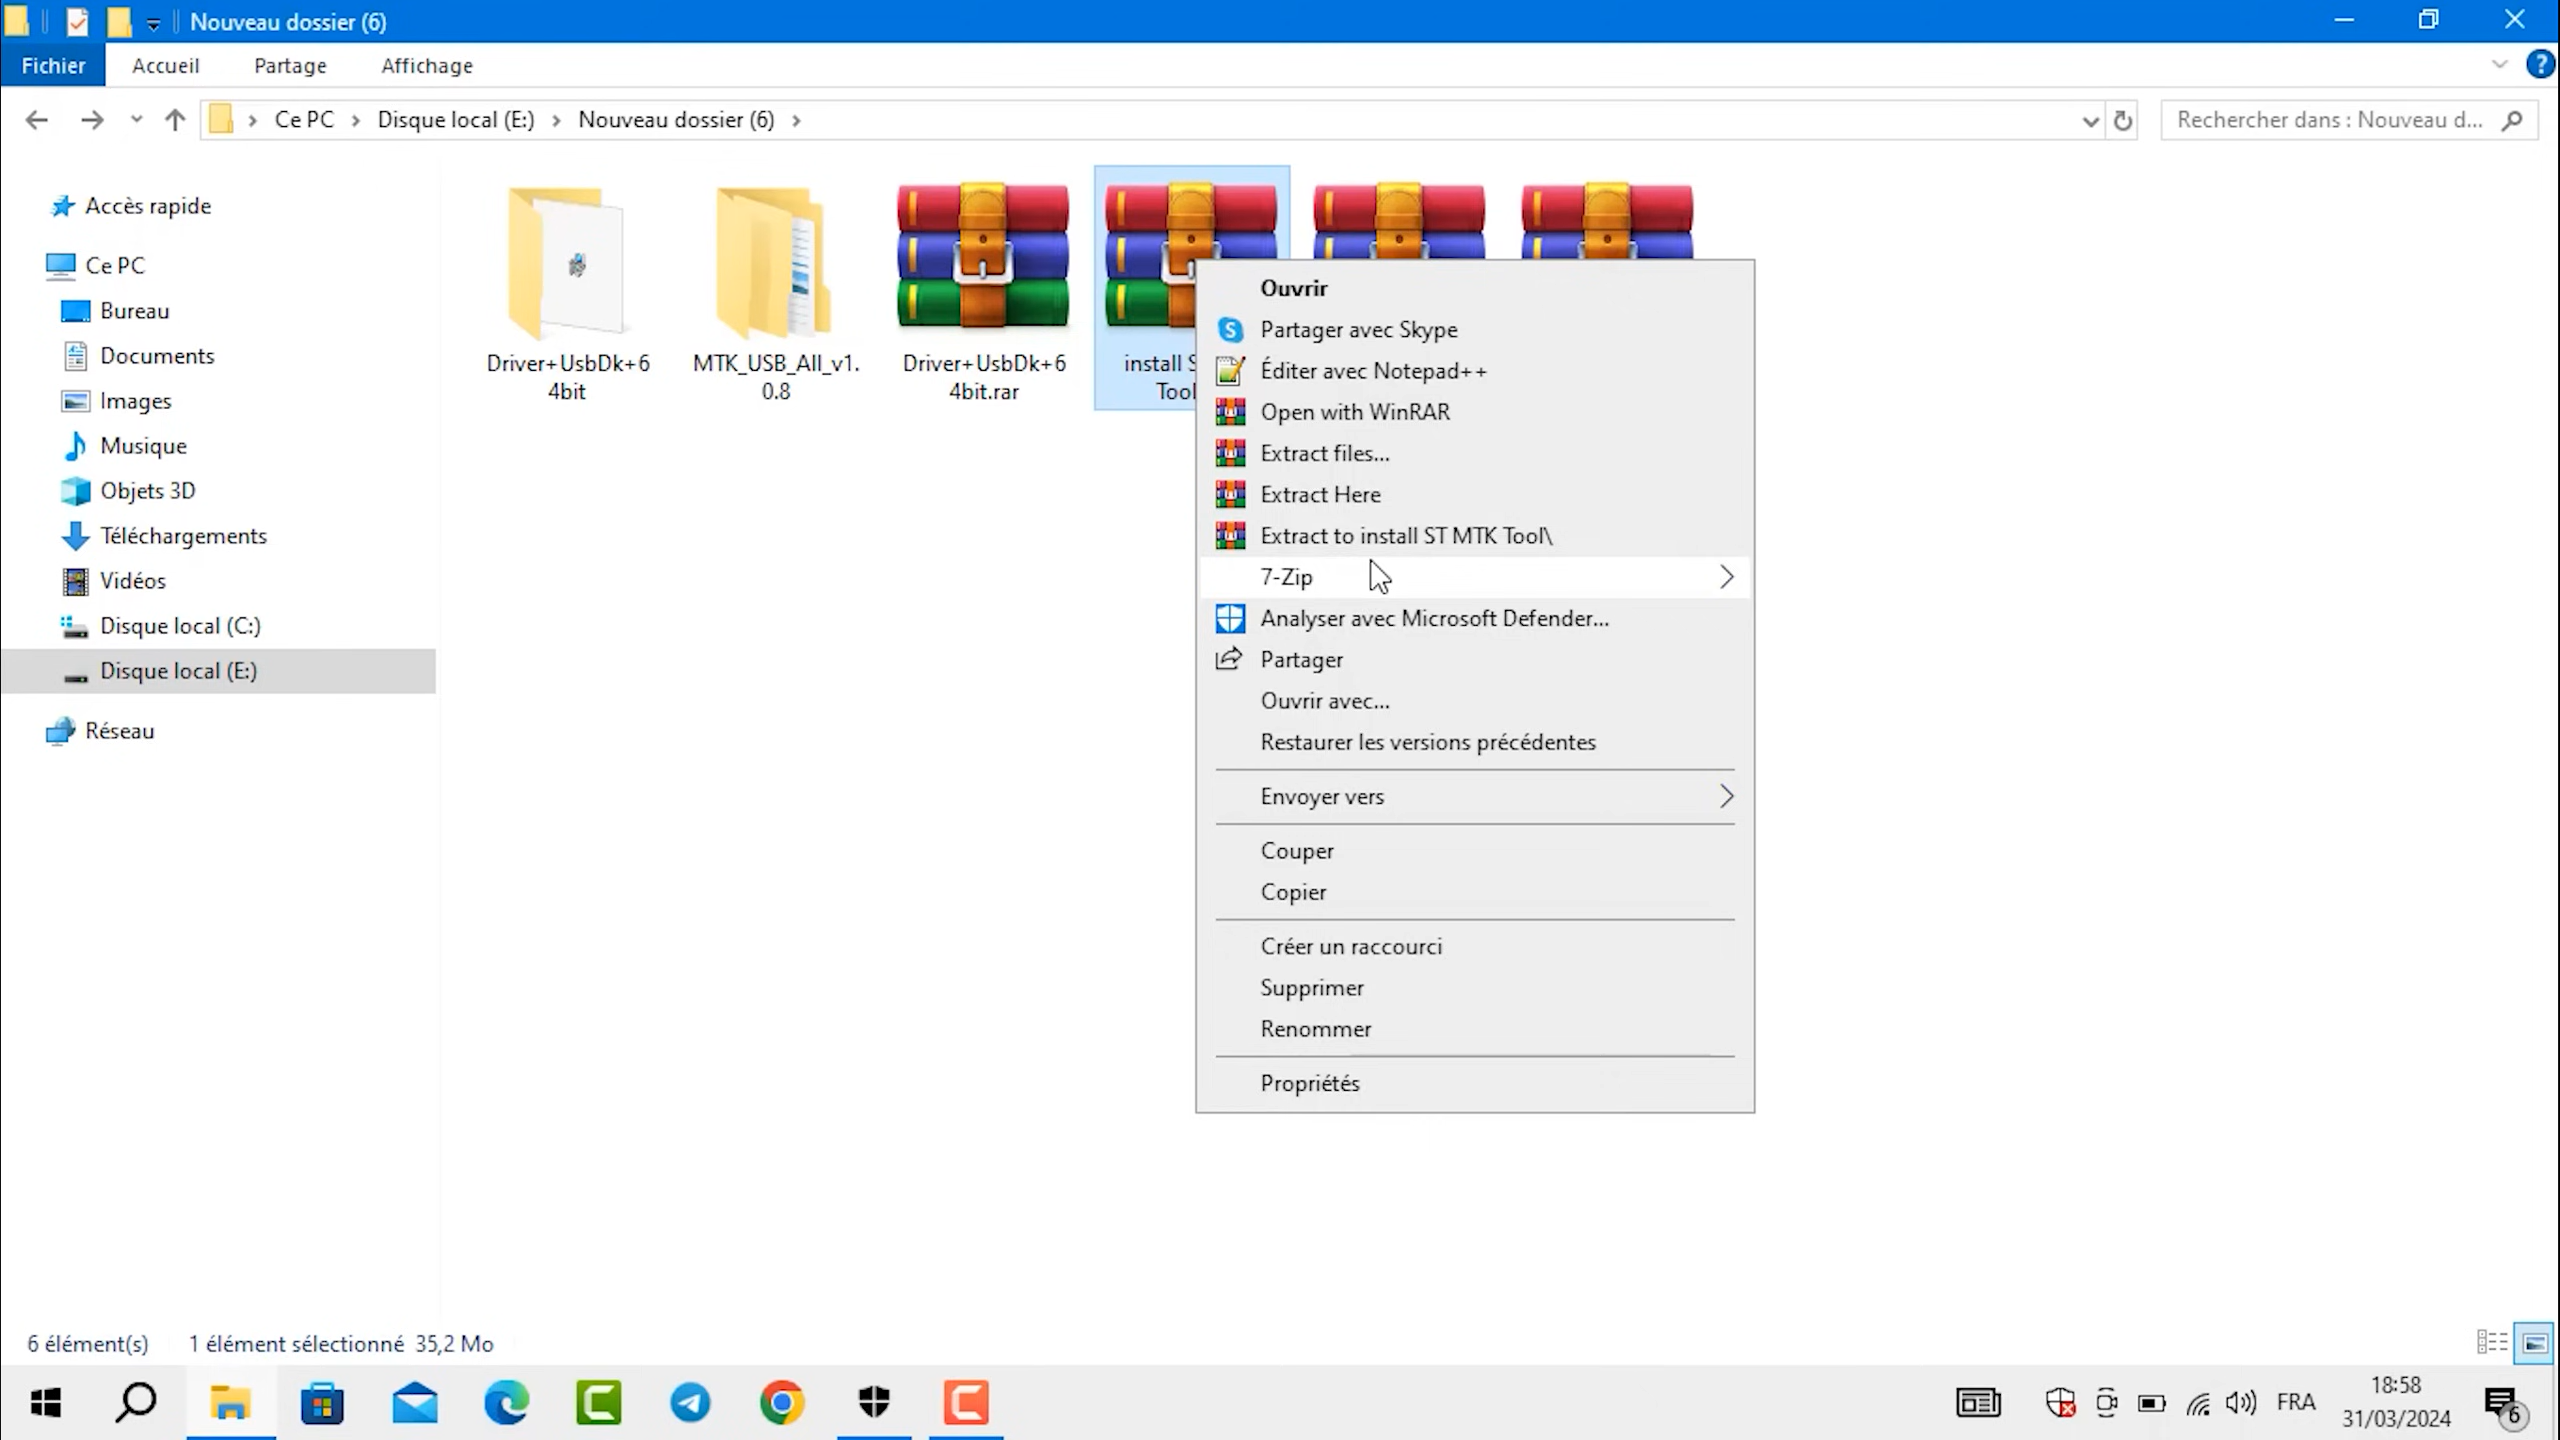 Nouveau dossier (6)
Fichier Accueil Partage Affichage
Ce PC Disque local (E:) Nouveau dossier (6)
Rechercher dans : Nouveau d...
Accès rapide
Ce PC
Bureau
Documents
Images
Musique
Objets 3D
Téléchargements
Vidéos
Disque local (C:)
Disque local (E:)
Réseau
Driver+UsbDk+6
4bit
MTK_USB_All_v1.
0.8
Driver+UsbDk+6
4bit.rar
install
Tool
Ouvrir
Partager avec Skype
Éditer avec Notepad++
Open with WinRAR
Extract files...
Extract Here
Extract to install ST MTK Tool\
7-Zip
Analyser avec Microsoft Defender...
Partager
Ouvrir avec...
Restaurer les versions précédentes
Envoyer vers
Couper
Copier
Créer un raccourci
Supprimer
Renommer
Propriétés
6 élément(s) 1 élément sélectionné 35,2 Mo
FRA
18:58
31/03/2024
6